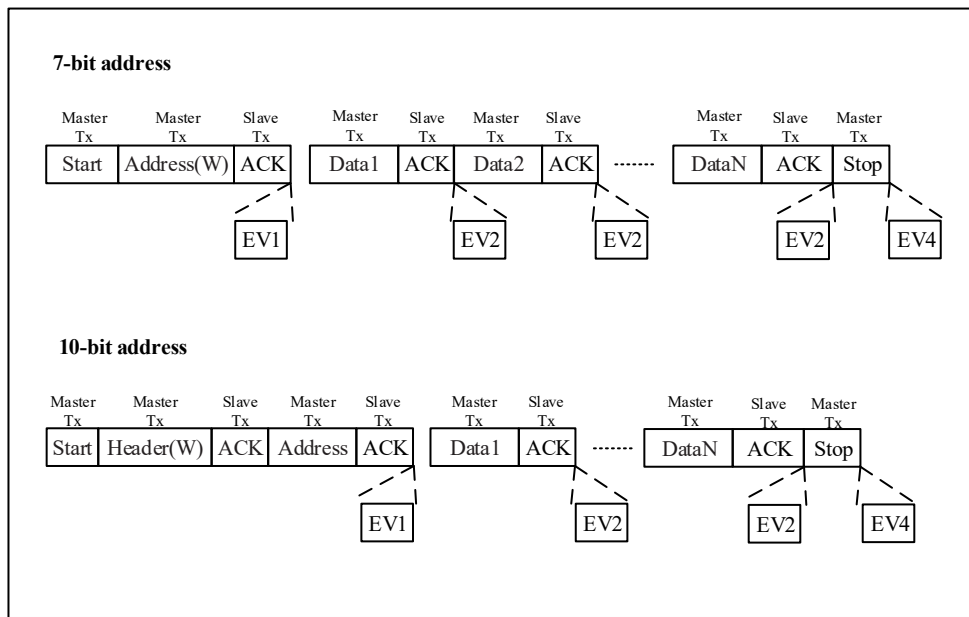 7-bit address
Master Tx Master Tx Slave Tx Master Tx Slave Tx Master Tx Slave Tx Master Tx Slave Tx Master Tx
Start Address(W) ACK Data1 ACK Data2 ACK DataN ACK Stop
EV1 EV2 EV2 EV2 EV4
10-bit address
Master Tx Master Tx Slave Tx Master Tx Slave Tx Master Tx Slave Tx Master Tx Slave Tx Master Tx
Start Header(W) ACK Address ACK Data1 ACK DataN ACK Stop
EV1 EV2 EV2 EV4